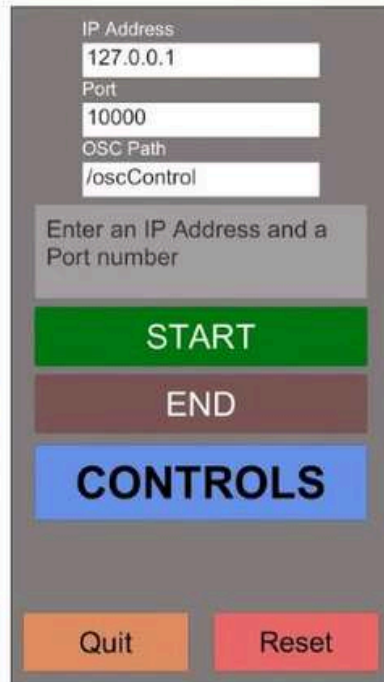 IP Address
127.0.0.1
Port
10000
OSC Path
/oscControl
Enter an IP Address and a
Port number
START
END
CONTROLS
Quit Reset